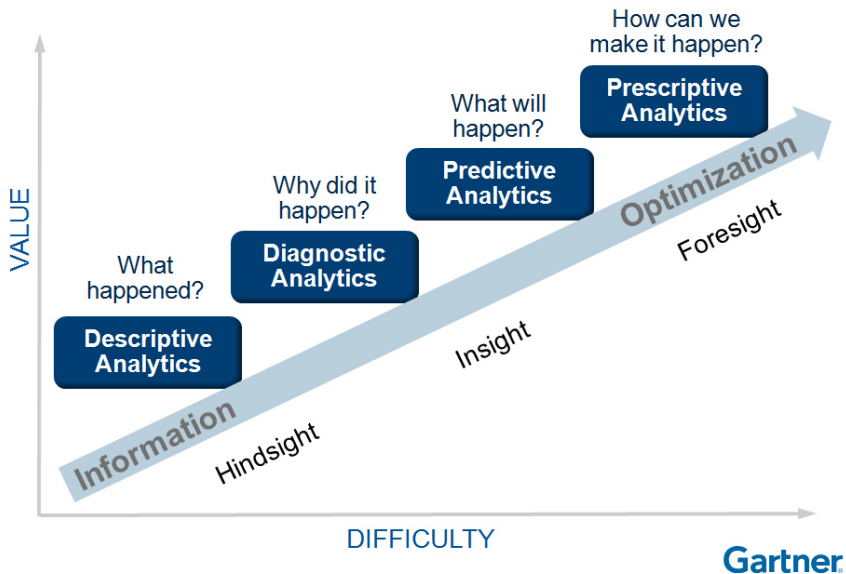 How can we
make it happen?
Prescriptive
Analytics
What will
happen?
Predictive
Analytics
Why did it
happen?
Diagnostic
Analytics
What
happened?
Descriptive
Analytics
VALUE
Information
Optimization
Hindsight
Insight
Foresight
DIFFICULTY
Gartner®